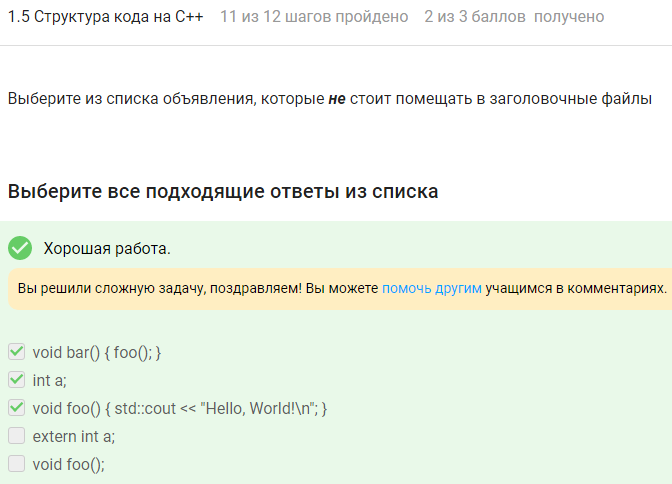 1.5 Структура кода на C++ 11 из 12 шагов пройдено 2 из 3 баллов получено
Выберите из списка объявления, которые не стоит помещать в заголовочные файлы
Выберите все подходящие ответы из списка
Хорошая работа.
Вы решили сложную задачу, поздравляем! Вы можете помочь другим учащимся в комментариях.
void bar() { foo(); }
int a;
void foo() { std::cout << "Hello, World!\n"; }
extern int a;
void foo();